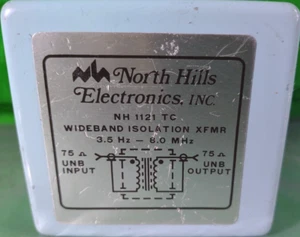 North Hills
Electronics, INC.
NH 1121 TC
WIDEBAND ISOLATION XFMR
3.5 Hz – 6.0 MHz
75 Ω 75 Ω
UNB UNB
INPUT OUTPUT